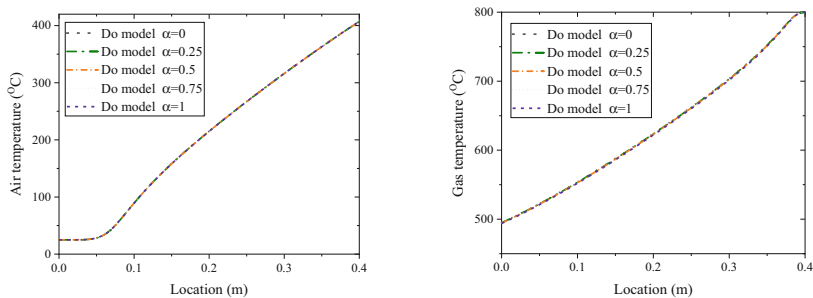 400
300
200
100
0
Air temperature (⁰C)
Do model α=0
Do model α=0.25
Do model α=0.5
Do model α=0.75
Do model α=1
0.0 0.1 0.2 0.3 0.4
Location (m)
800
700
600
500
Gas temperature (⁰C)
Do model α=0
Do model α=0.25
Do model α=0.5
Do model α=0.75
Do model α=1
0.0 0.1 0.2 0.3 0.4
Location (m)